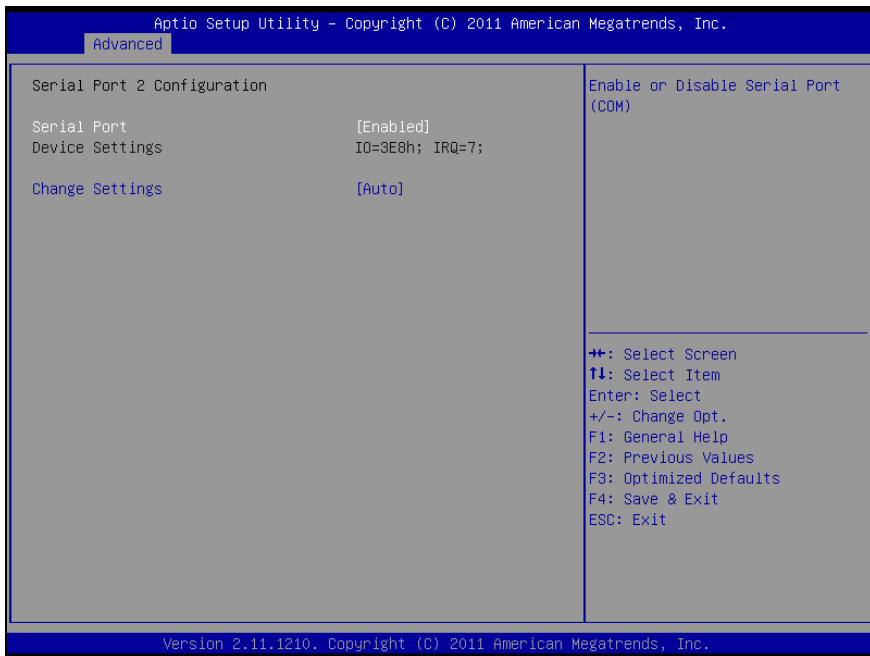 Aptio Setup Utility – Copyright (C) 2011 American Megatrends, Inc.
Advanced
Serial Port 2 Configuration
Serial Port [Enabled]
Device Settings IO=3E8h; IRQ=7;
Change Settings [Auto]
Enable or Disable Serial Port
(COM)
→←: Select Screen
↑↓: Select Item
Enter: Select
+/-: Change Opt.
F1: General Help
F2: Previous Values
F3: Optimized Defaults
F4: Save & Exit
ESC: Exit
Version 2.11.1210. Copyright (C) 2011 American Megatrends, Inc.